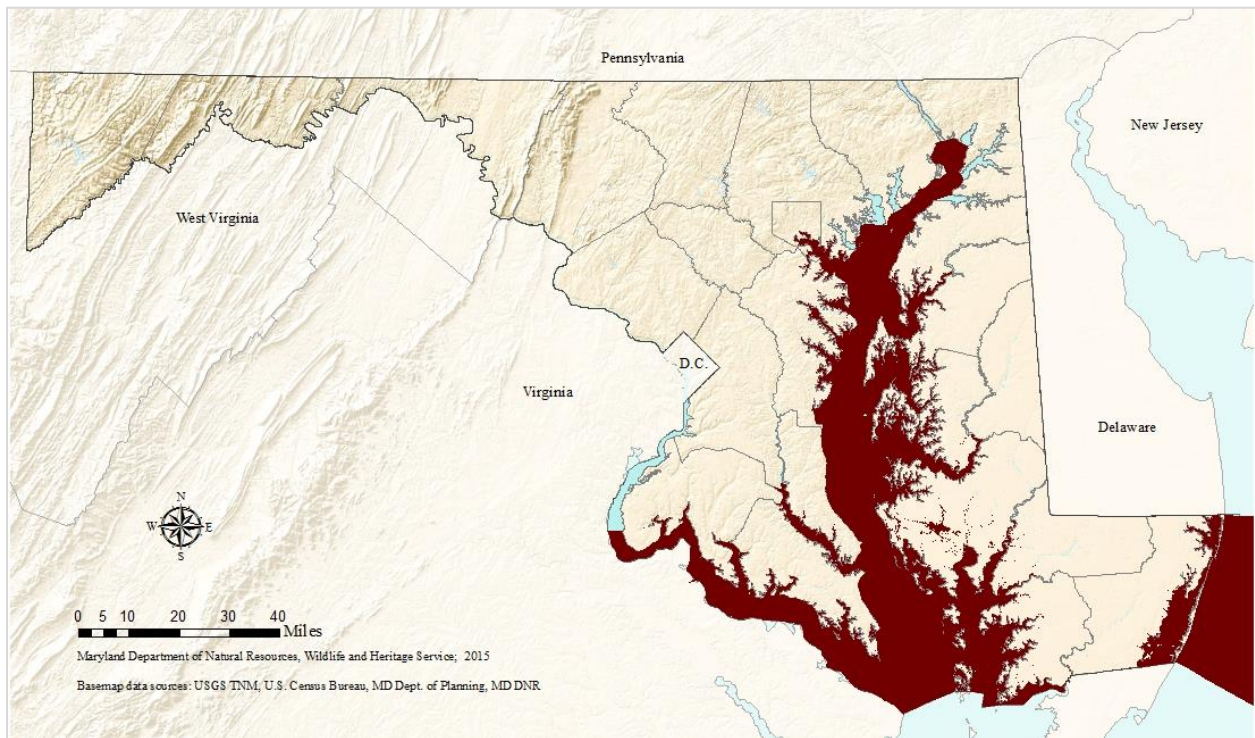 Pennsylvania
New Jersey
West Virginia
D.C.
Virginia
Delaware
N
W E
S
0 5 10 20 30 40
Miles
Maryland Department of Natural Resources, Wildlife and Heritage Service; 2015
Basemap data sources: USGS TNM, U.S. Census Bureau, MD Dept. of Planning, MD DNR